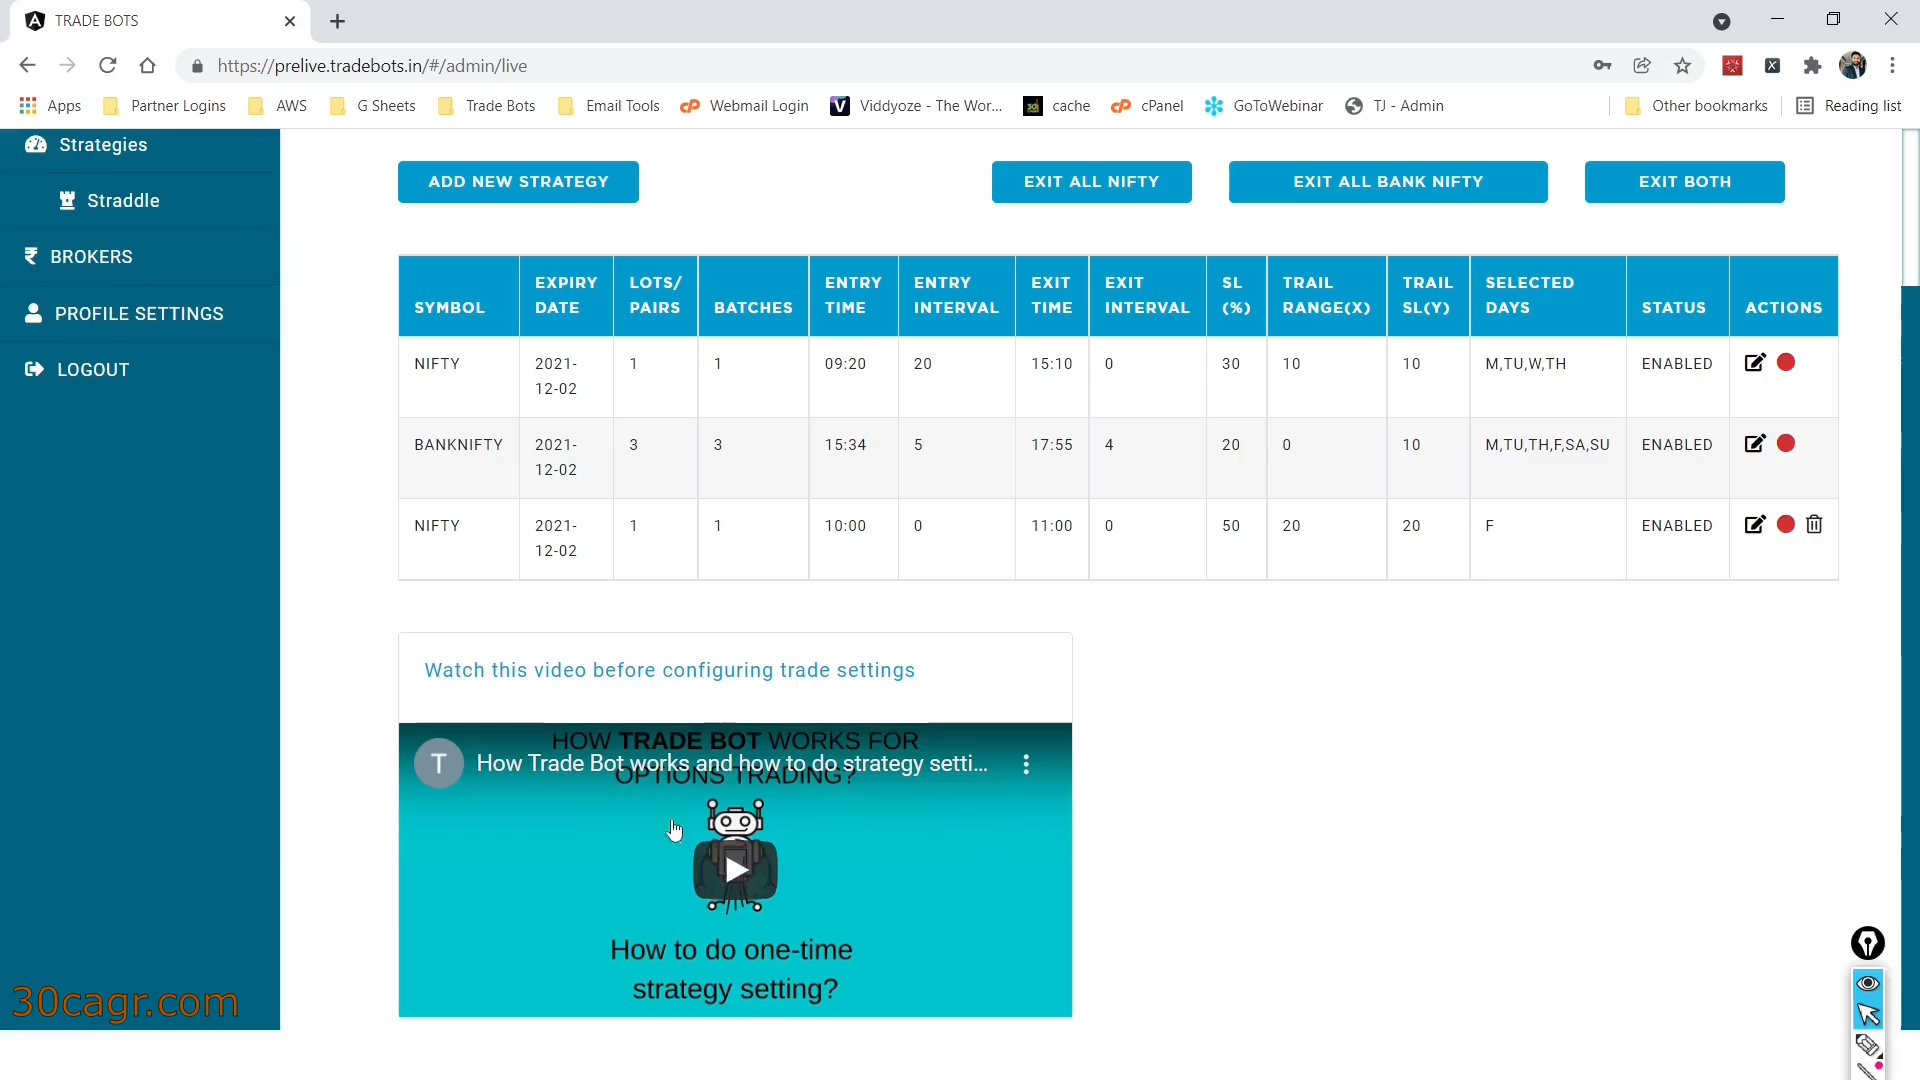 TRADE BOTS
https://prelive.tradebots.in/#/admin/live
Apps Partner Logins AWS G Sheets Trade Bots Email Tools Webmail Login Viddyoze - The Wor... cache cPanel GoToWebinar TJ - Admin Other bookmarks Reading list
Strategies
Straddle
BROKERS
PROFILE SETTINGS
LOGOUT
ADD NEW STRATEGY EXIT ALL NIFTY EXIT ALL BANK NIFTY EXIT BOTH
SYMBOL EXPIRY DATE LOTS/ PAIRS BATCHES ENTRY TIME ENTRY INTERVAL EXIT TIME EXIT INTERVAL SL (%) TRAIL RANGE(X) TRAIL SL(Y) SELECTED DAYS STATUS ACTIONS
NIFTY 2021-12-02 1 1 09:20 20 15:10 0 30 10 10 M,TU,W,TH ENABLED
BANKNIFTY 2021-12-02 3 3 15:34 5 17:55 4 20 0 10 M,TU,TH,F,SA,SU ENABLED
NIFTY 2021-12-02 1 1 10:00 0 11:00 0 50 20 20 F ENABLED
Watch this video before configuring trade settings
HOW TRADE BOT WORKS FOR
T How Trade Bot works and how to do strategy setti...
OPTIONS TRADING?
How to do one-time
strategy setting?
30cagr.com